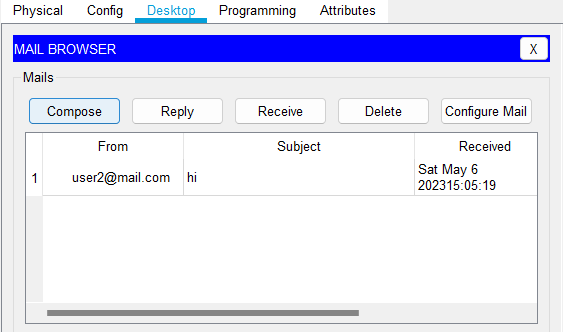 Physical Config Desktop Programming Attributes
MAIL BROWSER X
Mails
Compose Reply Receive Delete Configure Mail
From Subject Received
1 user2@mail.com hi Sat May 6
202315:05:19